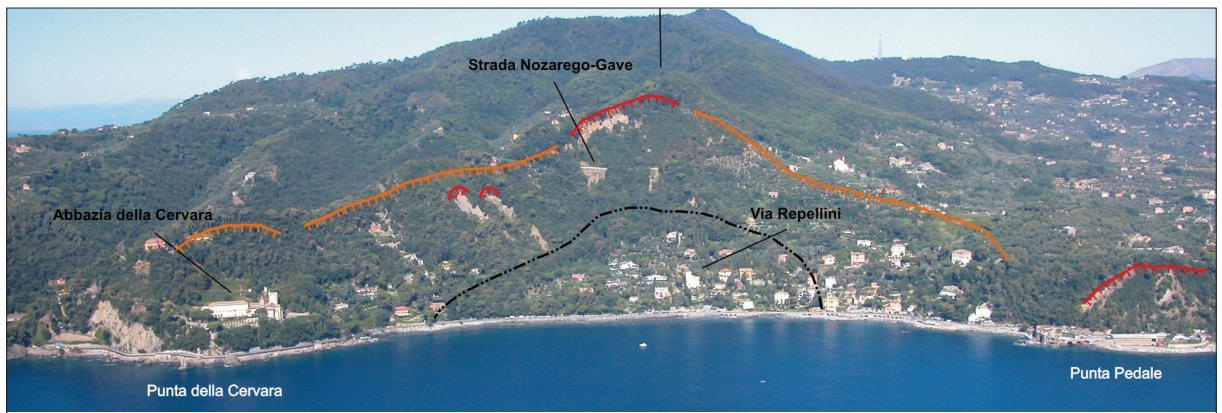 Strada Nozarego-Gave
Abbazia della Cervara
Via Repellini
Punta della Cervara
Punta Pedale